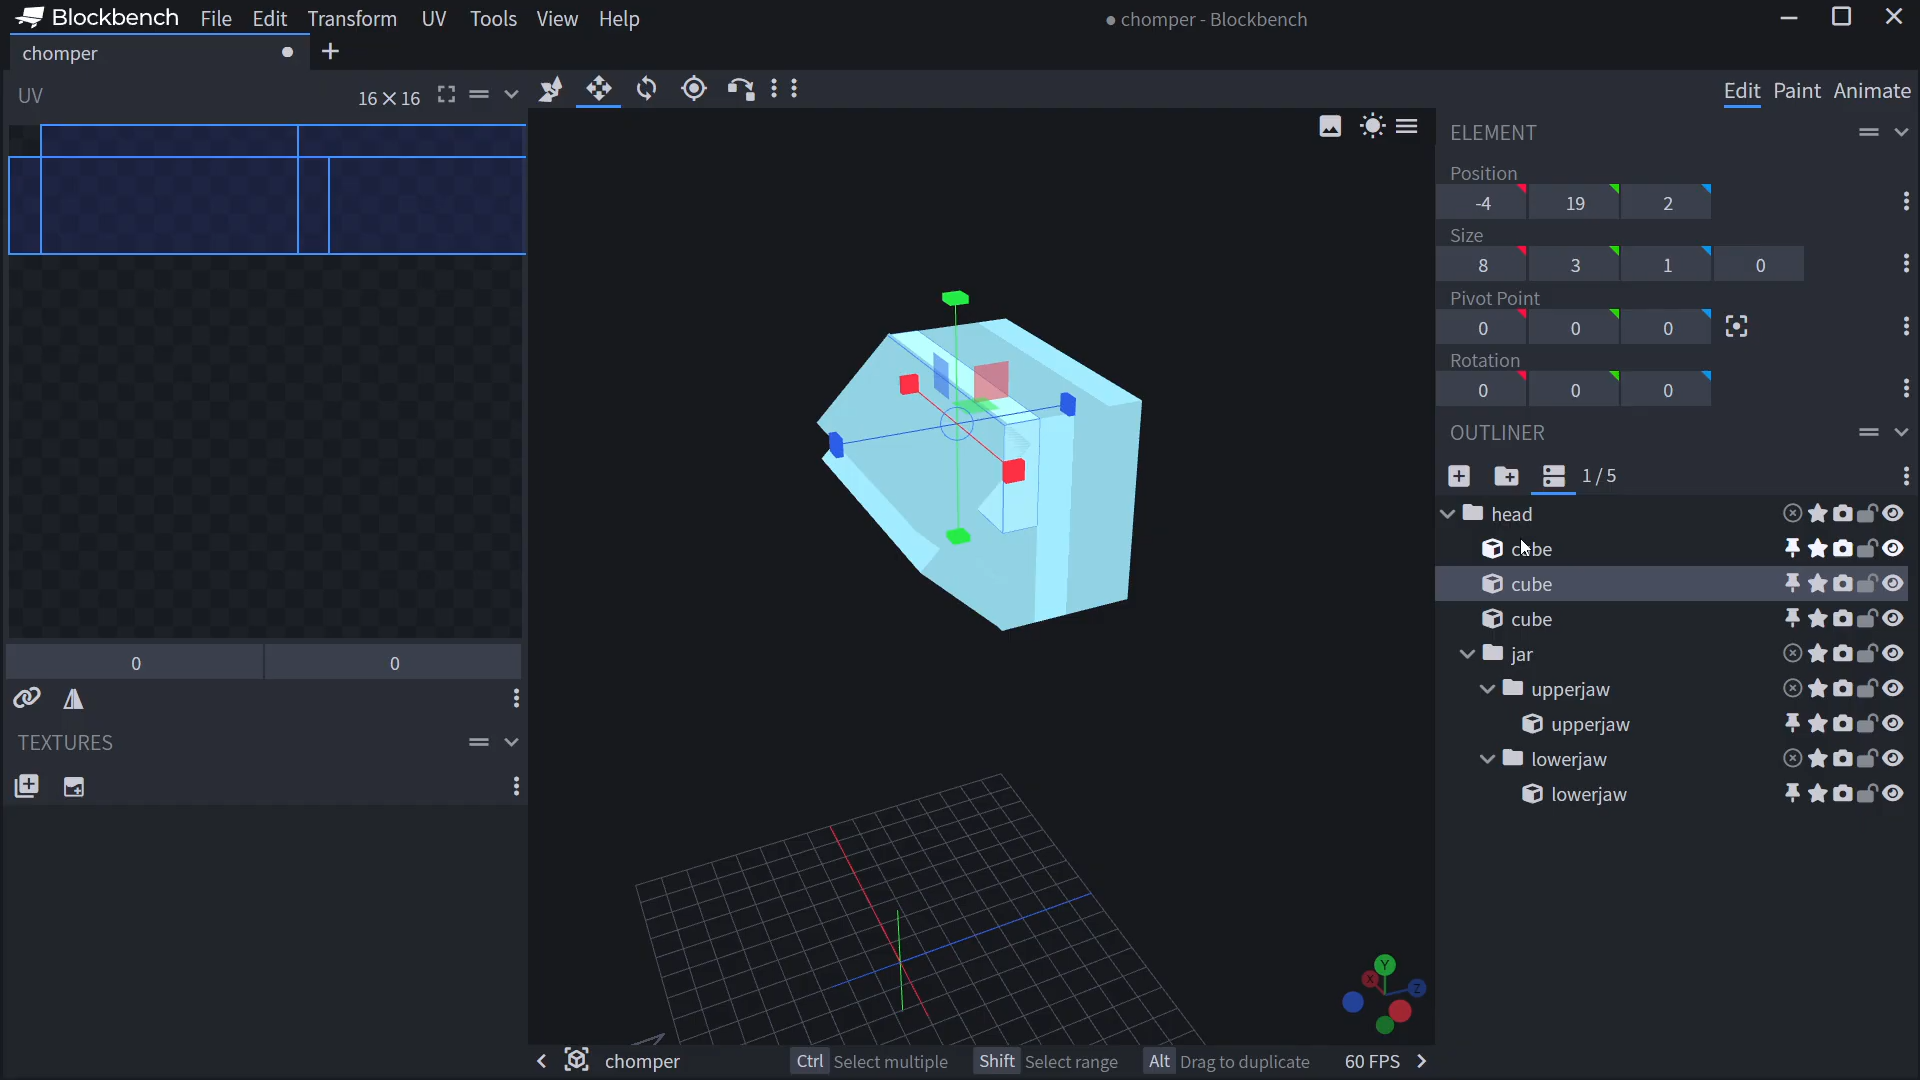 Blockbench File Edit Transform UV Tools View Help
● chomper - Blockbench
chomper
UV
16×16
Edit Paint Animate
ELEMENT
Position
-4 19 2
Size
8 3 1 0
Pivot Point
0 0 0
Rotation
0 0 0
OUTLINER
1 / 5
head
cube
cube
cube
jar
upperjaw
upperjaw
lowerjaw
lowerjaw
0 0
TEXTURES
Y
X
Z
chomper
Ctrl Select multiple
Shift Select range
Alt Drag to duplicate
60 FPS